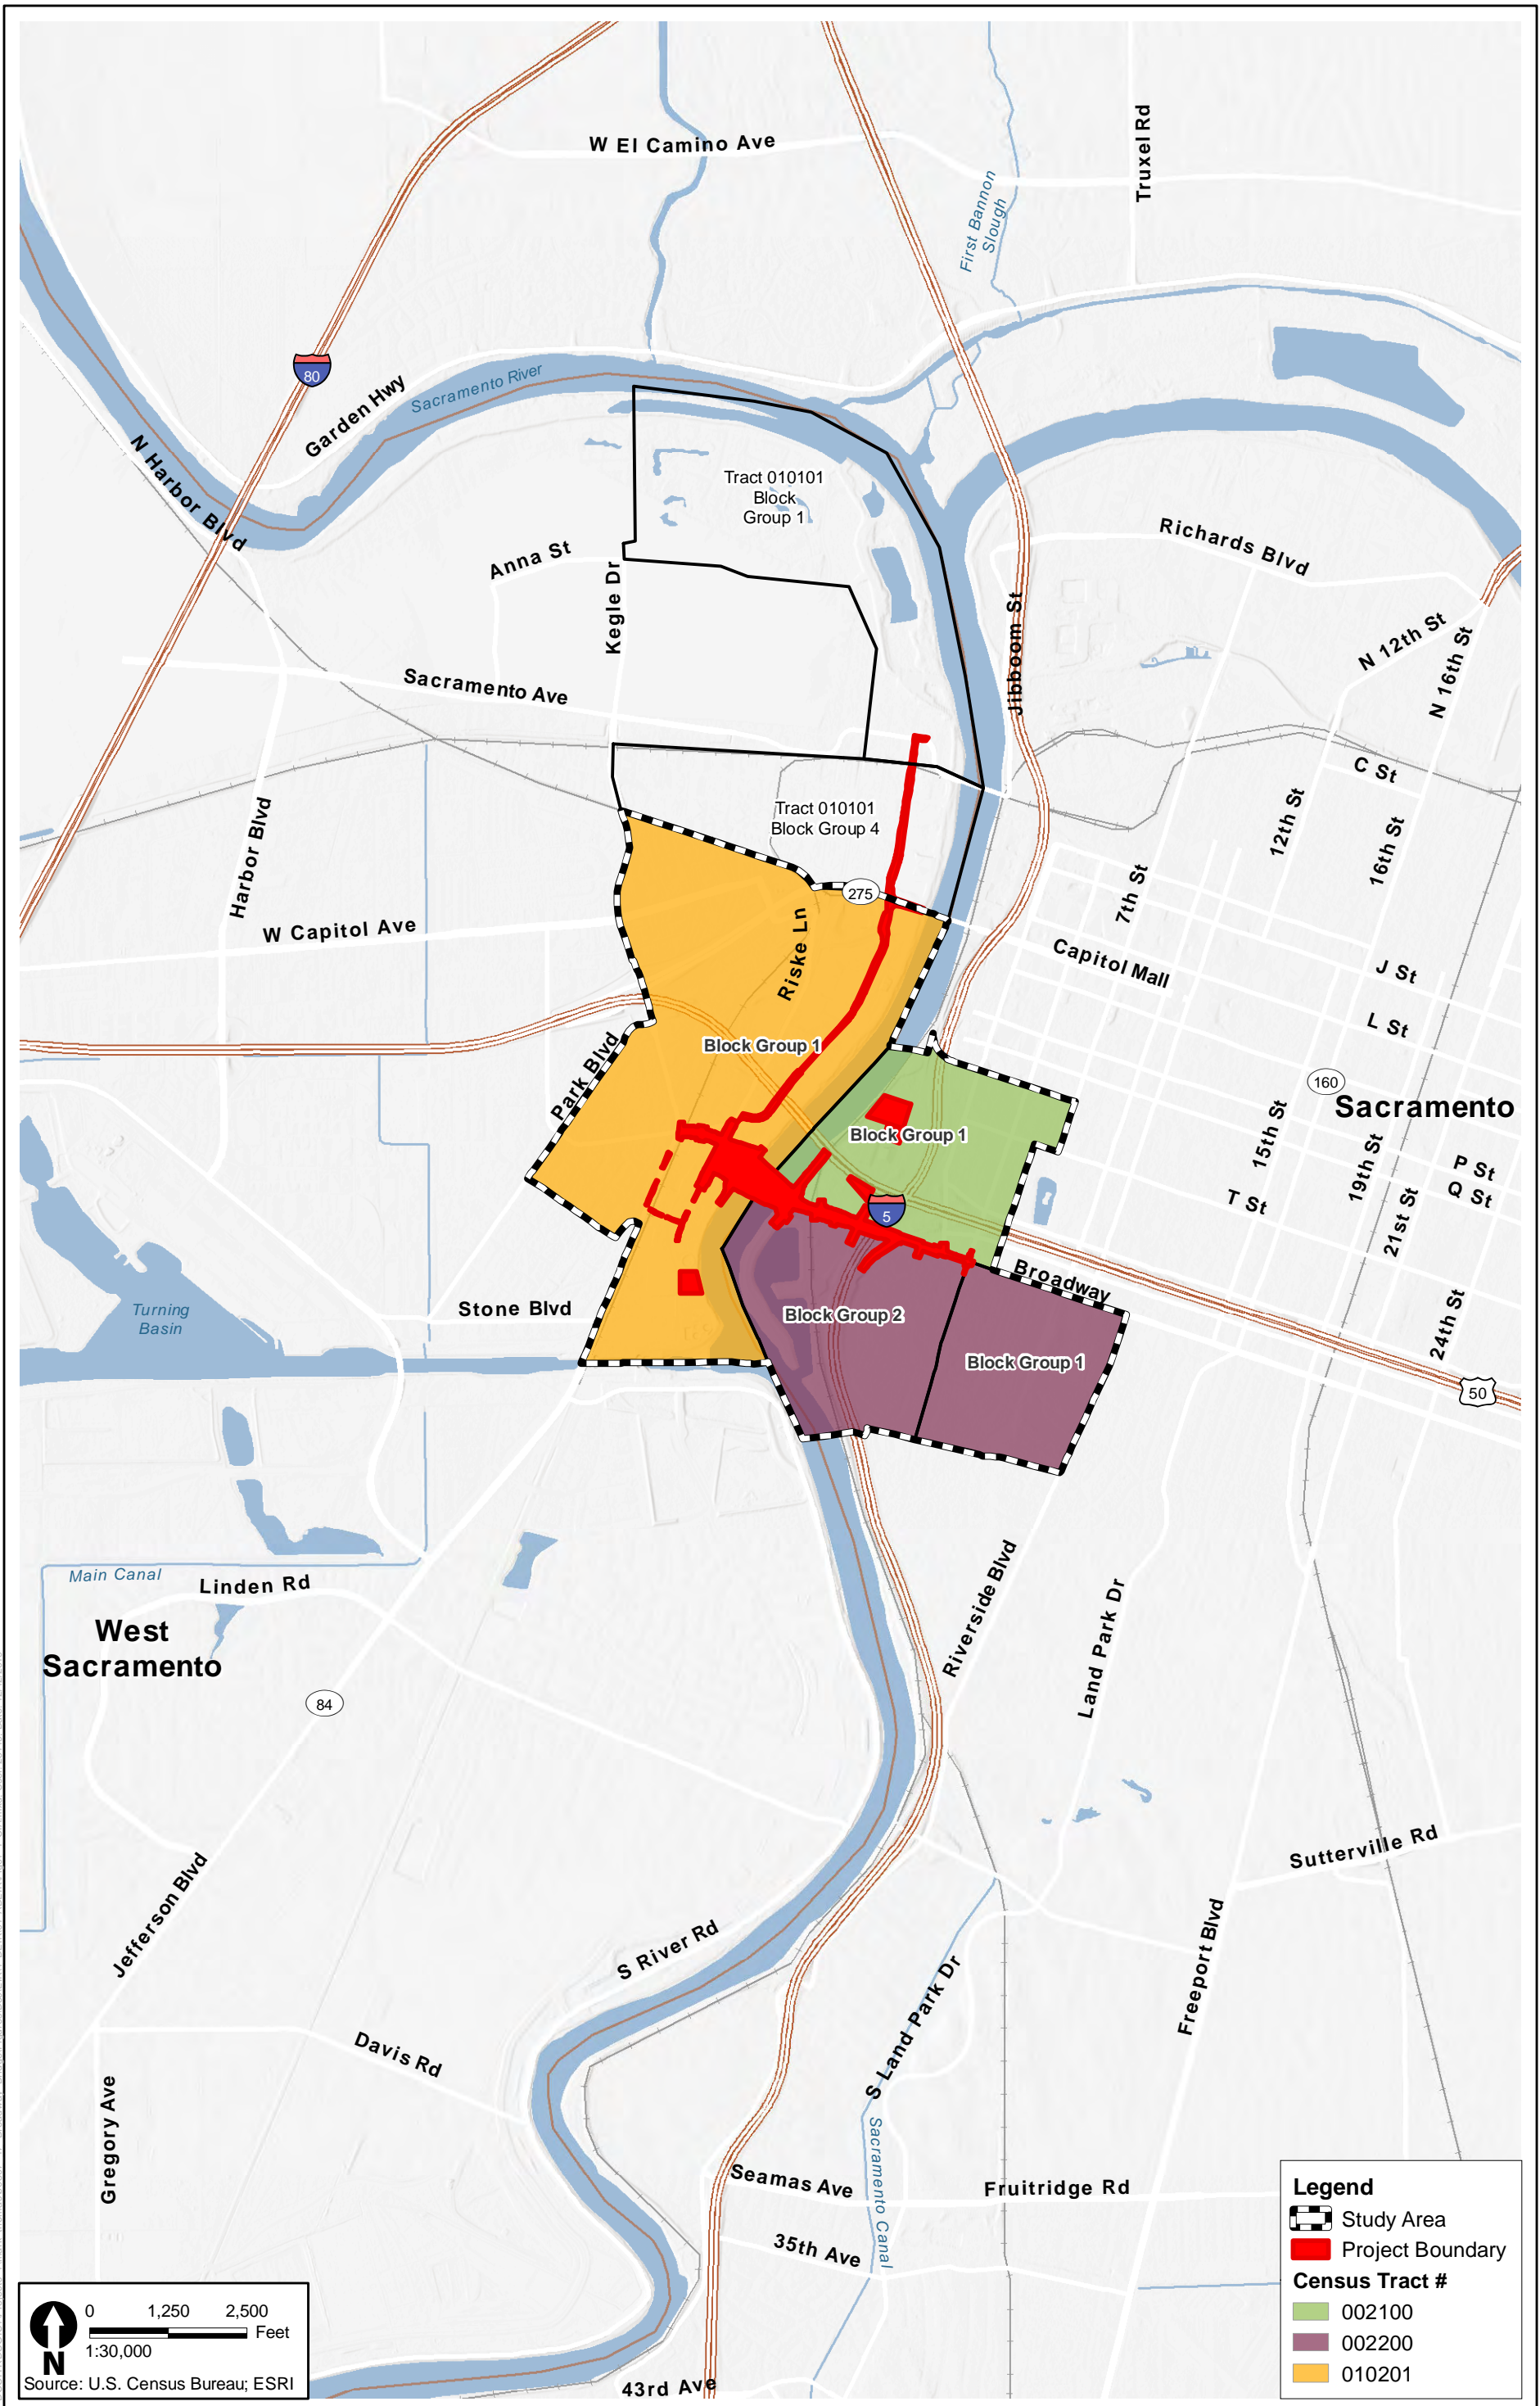 W El Camino Ave
Truxel Rd
First Bannon
Slough
80
Garden Hwy
Sacramento River
N Harbor Blvd
Tract 010101
Block
Group 1
Richards Blvd
Anna St
Kegle Dr
Jibboom St
N 12th St
N 16th St
Sacramento Ave
C St
Tract 010101
Block Group 4
12th St
16th St
Harbor Blvd
275
7th St
W Capitol Ave
Riske Ln
Capitol Mall
J St
L St
Block Group 1
Park Blvd
160
Sacramento
Block Group 1
15th St
19th St
P St
Q St
T St
21st St
5
Broadway
Turning
Basin
Stone Blvd
Block Group 2
24th St
Block Group 1
50
Main Canal
Linden Rd
West
Sacramento
Riverside Blvd
Land Park Dr
84
Sutterville Rd
Jefferson Blvd
S River Rd
Freeport Blvd
S Land Park Dr
Davis Rd
Gregory Ave
Sacramento Canal
Seamas Ave
Fruitridge Rd
35th Ave
43rd Ave
Legend
Study Area
Project Boundary
Census Tract #
002100
002200
010201
0 1,250 2,500
Feet
1:30,000
N
Source: U.S. Census Bureau; ESRI